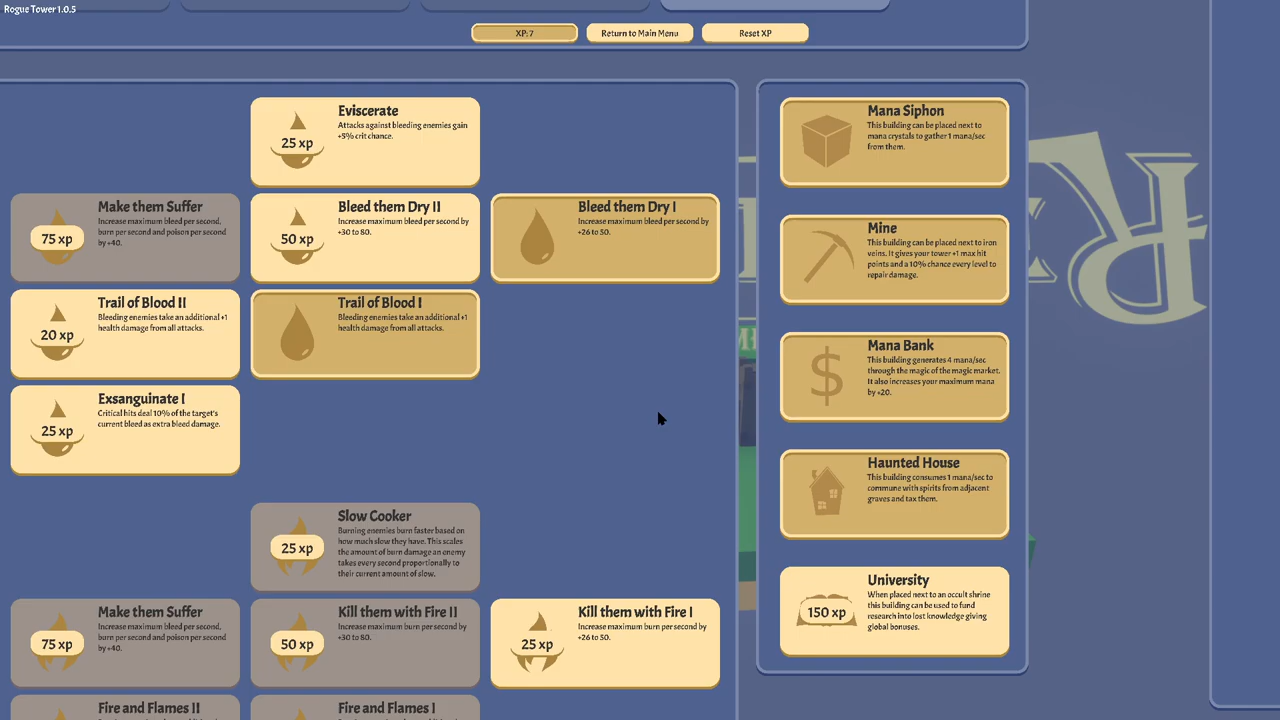 Rogue Tower 1.0.5
XP: 7
Return to Main Menu
Reset XP
Eviscerate
25 xp
Attacks against bleeding enemies gain
+5% crit chance.
Make them Suffer
75 xp
Increase maximum bleed per second,
burn per second and poison per second
by +40.
Bleed them Dry II
50 xp
Increase maximum bleed per second by
+30 to 80.
Bleed them Dry I
Increase maximum bleed per second by
+26 to 50.
Trail of Blood II
20 xp
Bleeding enemies take an additional +1
health damage from all attacks.
Trail of Blood I
Bleeding enemies take an additional +1
health damage from all attacks.
Exsanguinate I
25 xp
Critical hits deal 10% of the target's
current bleed as extra bleed damage.
Slow Cooker
25 xp
Burning enemies burn faster based on
how much slow they have. This scales
the amount of burn damage an enemy
takes every second proportionally to
their current amount of slow.
Make them Suffer
75 xp
Increase maximum bleed per second,
burn per second and poison per second
by +40.
Kill them with Fire II
50 xp
Increase maximum burn per second by
+30 to 80.
Kill them with Fire I
25 xp
Increase maximum burn per second by
+26 to 50.
Fire and Flames II
Fire and Flames I
Mana Siphon
This building can be placed next to
mana crystals to gather 1 mana/sec
from them.
Mine
This building can be placed next to iron
veins. It gives your tower +1 max hit
points and a 10% chance every level to
repair damage.
Mana Bank
$
This building generates 4 mana/sec
through the magic of the magic market.
It also increases your maximum mana
by +20.
Haunted House
This building consumes 1 mana/sec to
commune with spirits from adjacent
graves and tax them.
University
150 xp
When placed next to an occult shrine
this building can be used to fund
research into lost knowledge giving
global bonuses.